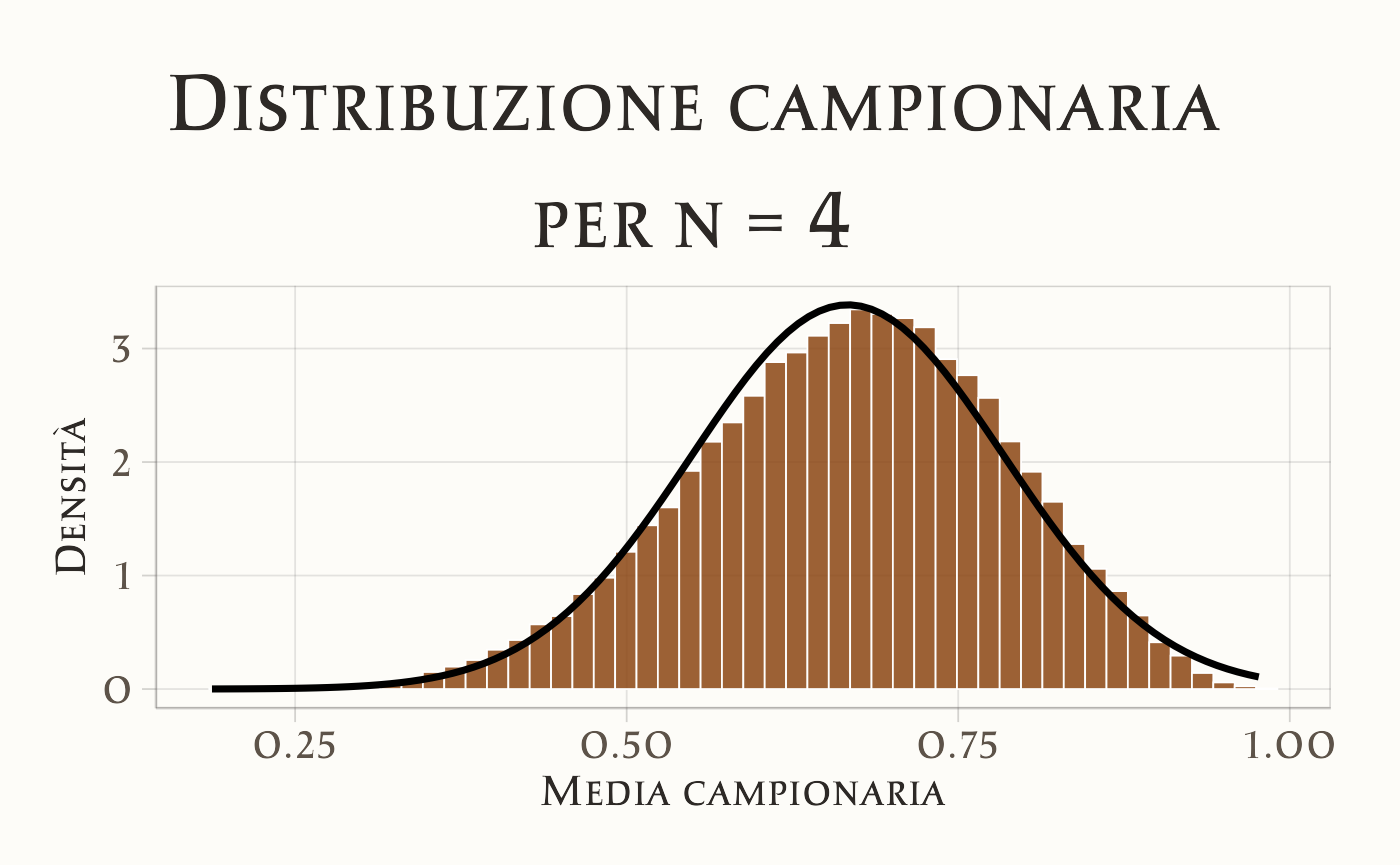 Distribuzione campionaria
per n = 4
3
2
1
0
Densità
0.25 0.50 0.75 1.00
Media campionaria